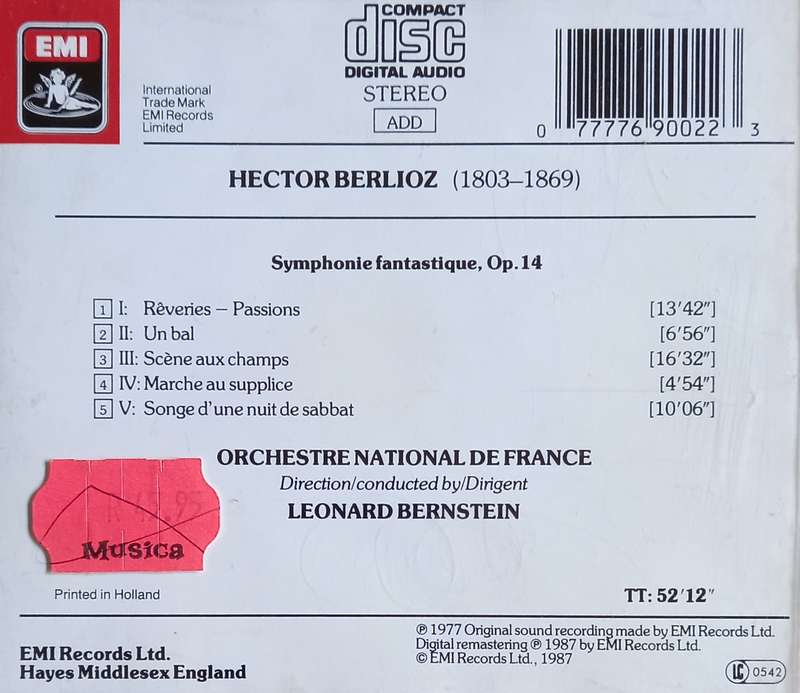 EMI
International
Trade Mark
EMI Records
Limited
COMPACT
disc
DIGITAL AUDIO
STEREO
ADD
0 77776 90022 3
HECTOR BERLIOZ (1803–1869)
Symphonie fantastique, Op.14
1 I: Rêveries – Passions [13′42″]
2 II: Un bal [6′56″]
3 III: Scène aux champs [16′32″]
4 IV: Marche au supplice [4′54″]
5 V: Songe d'une nuit de sabbat [10′06″]
ORCHESTRE NATIONAL DE FRANCE
Direction/conducted by/Dirigent
LEONARD BERNSTEIN
Musica
Printed in Holland
TT: 52′12″
EMI Records Ltd.
Hayes Middlesex England
℗ 1977 Original sound recording made by EMI Records Ltd.
Digital remastering ℗ 1987 by EMI Records Ltd.
© EMI Records Ltd., 1987
LC 0542